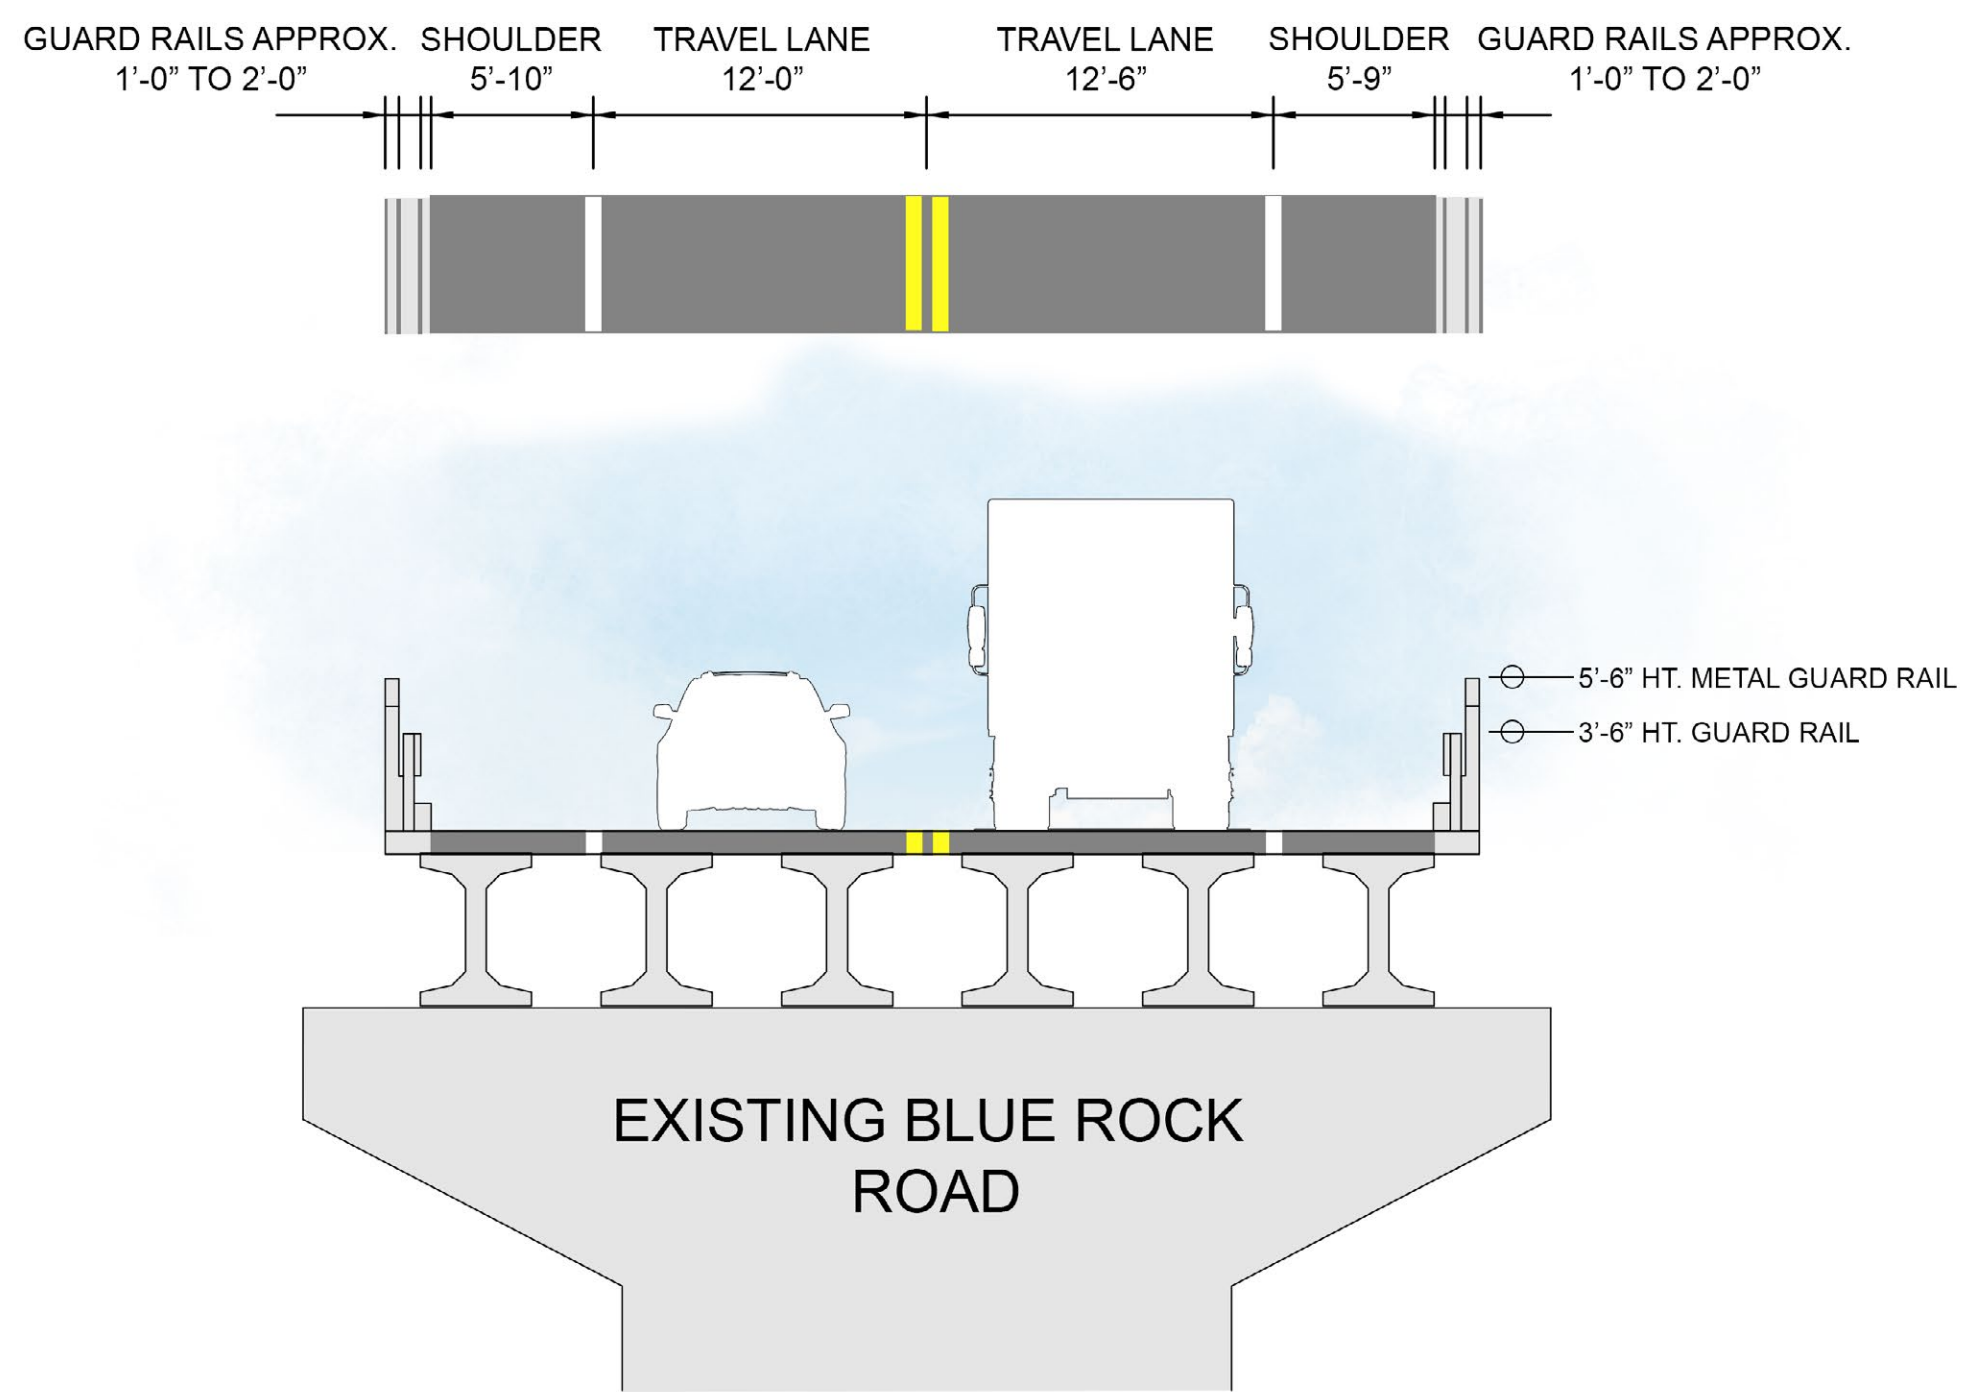 GUARD RAILS APPROX.
1’-0” TO 2’-0”
SHOULDER
5’-10”
TRAVEL LANE
12’-0”
TRAVEL LANE
12’-6”
SHOULDER
5’-9”
GUARD RAILS APPROX.
1’-0” TO 2’-0”
5’-6” HT. METAL GUARD RAIL
3’-6” HT. GUARD RAIL
EXISTING BLUE ROCK
ROAD